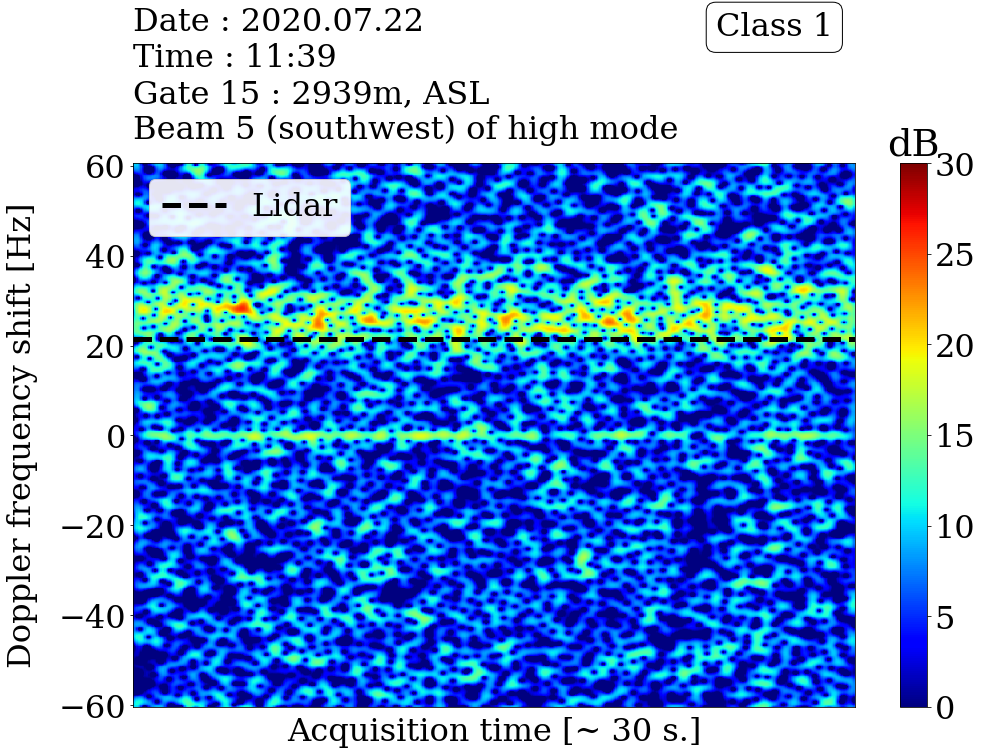 Date : 2020.07.22
Time : 11:39
Gate 15 : 2939m, ASL
Beam 5 (southwest) of high mode
Class 1
dB
Lidar
Doppler frequency shift [Hz]
60
40
20
0
−20
−40
−60
Acquisition time [~ 30 s.]
30
25
20
15
10
5
0